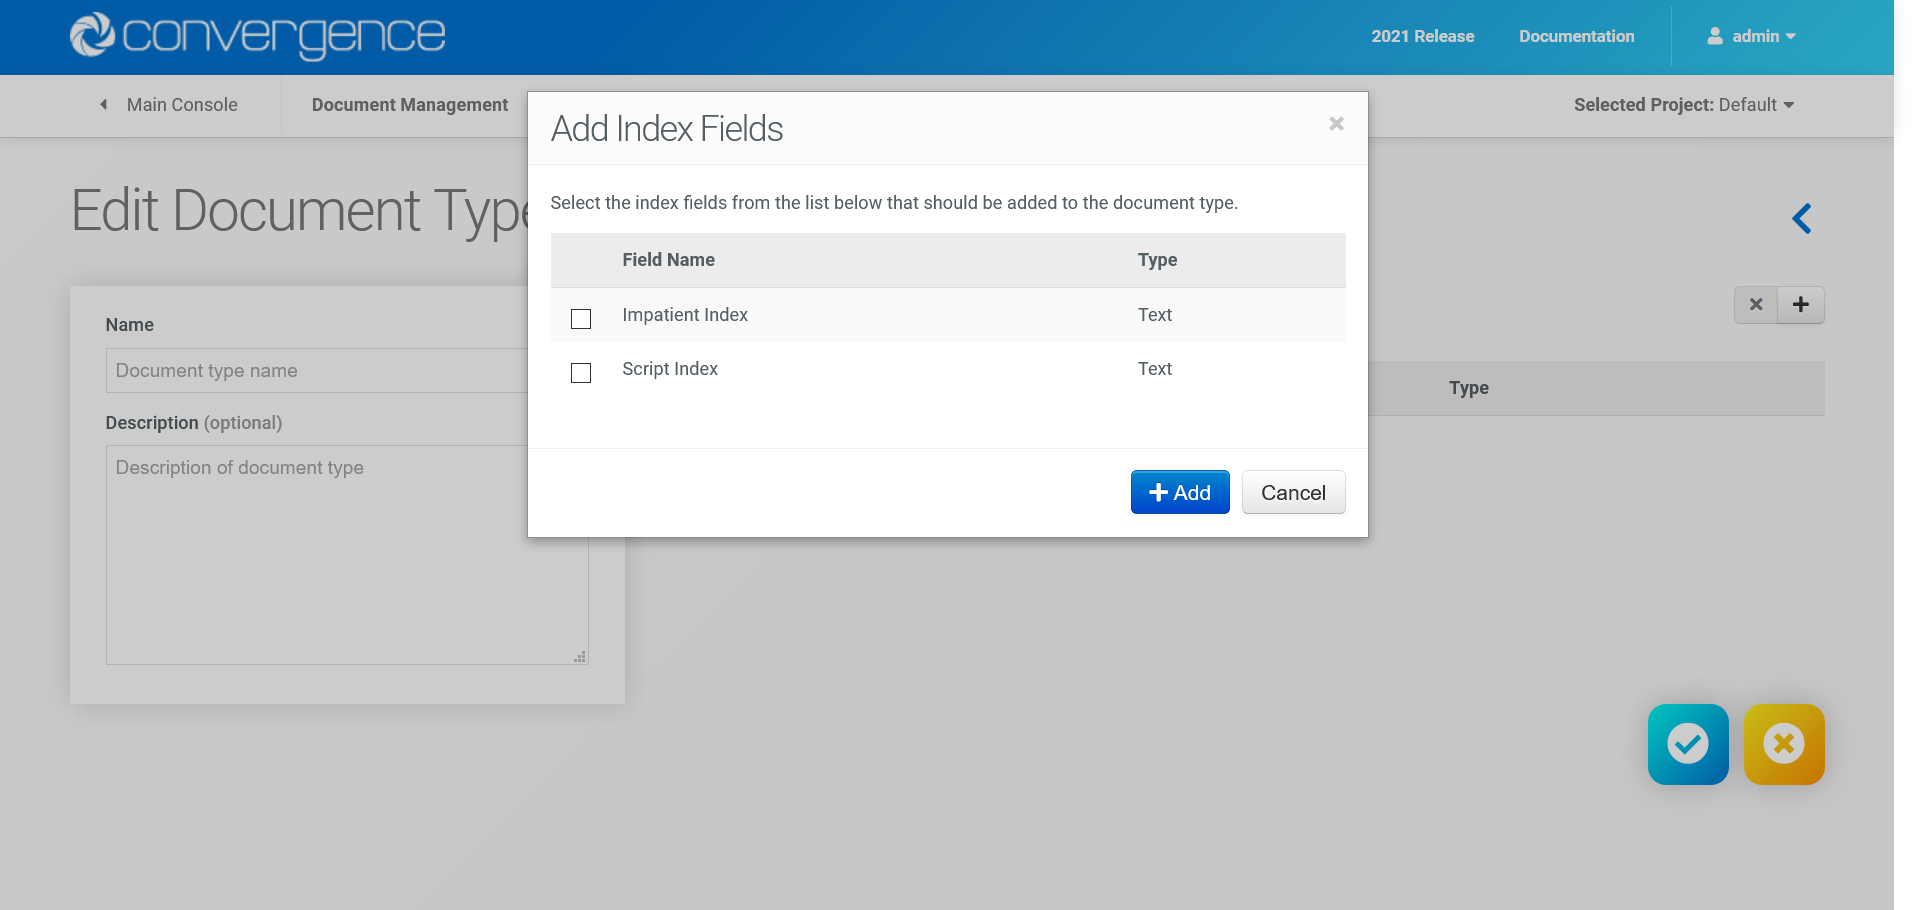 convergence
2021 Release
Documentation
admin
Main Console
Document Management
Selected Project: Default
Add Index Fields
Edit Document Type
Select the index fields from the list below that should be added to the document type.
Field Name
Type
Impatient Index
Text
Script Index
Text
Add
Cancel
Name
Document type name
Description (optional)
Description of document type
Type